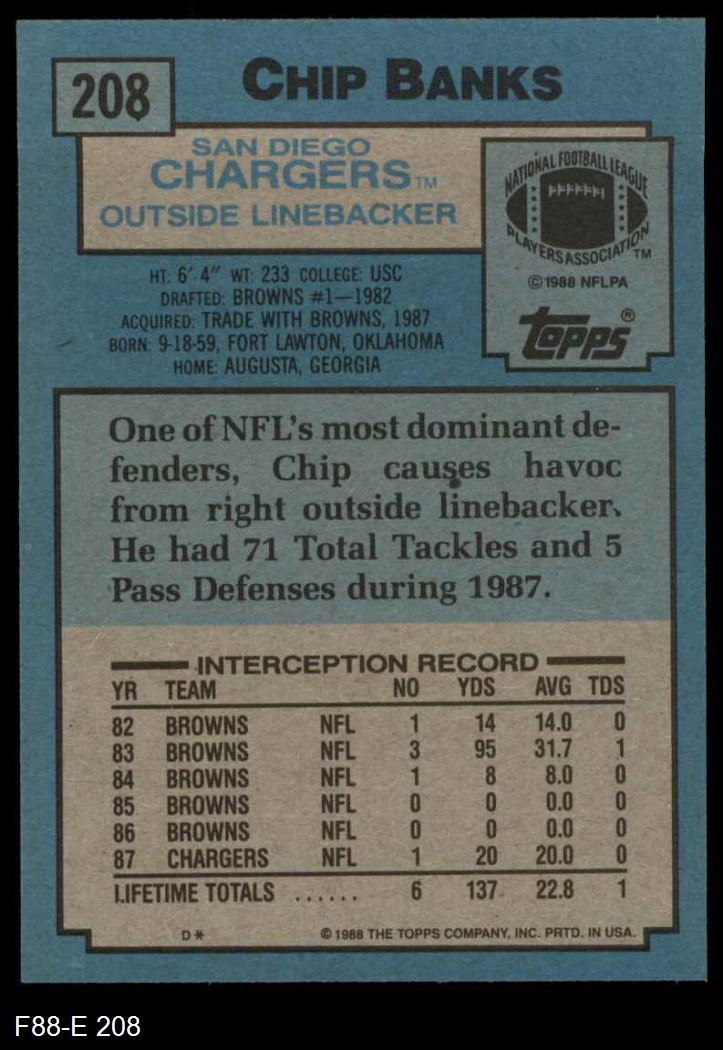 208
CHIP BANKS
SAN DIEGO
CHARGERS™
OUTSIDE LINEBACKER
NATIONAL FOOTBALL LEAGUE
PLAYERS ASSOCIATION™
©1988 NFLPA
topps®
HT: 6' 4" WT: 233 COLLEGE: USC
DRAFTED: BROWNS #1—1982
ACQUIRED: TRADE WITH BROWNS, 1987
BORN: 9-18-59, FORT LAWTON, OKLAHOMA
HOME: AUGUSTA, GEORGIA
One of NFL's most dominant de-
fenders, Chip causes havoc
from right outside linebacker.
He had 71 Total Tackles and 5
Pass Defenses during 1987.
INTERCEPTION RECORD
YR TEAM NO YDS AVG TDS
82 BROWNS NFL 1 14 14.0 0
83 BROWNS NFL 3 95 31.7 1
84 BROWNS NFL 1 8 8.0 0
85 BROWNS NFL 0 0 0.0 0
86 BROWNS NFL 0 0 0.0 0
87 CHARGERS NFL 1 20 20.0 0
LIFETIME TOTALS ...... 6 137 22.8 1
D* ©1988 THE TOPPS COMPANY, INC. PRTD. IN USA.
F88-E 208